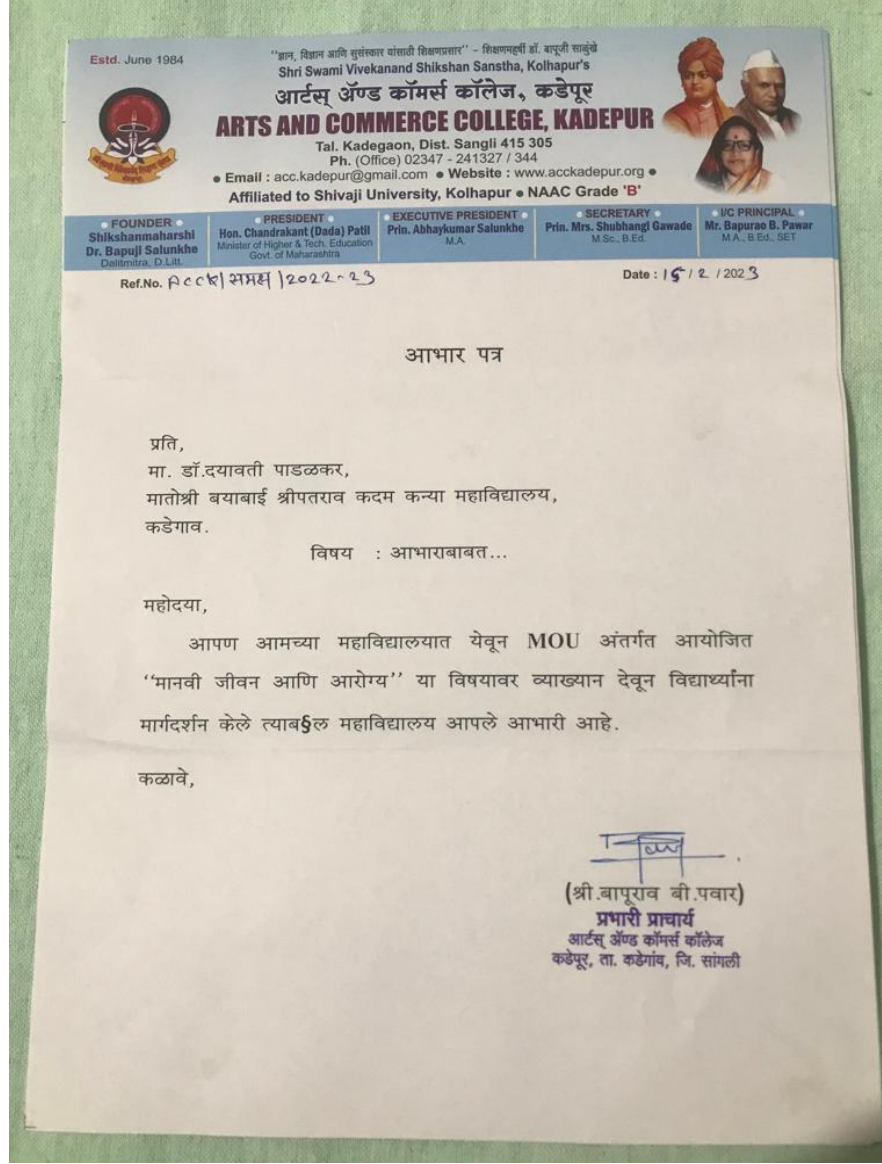 Estd. June 1984
"ज्ञान, विज्ञान आणि सुसंस्कार यांसाठी शिक्षणप्रसार" – शिक्षणमहर्षी डॉ. बापूजी साळुंखे
Shri Swami Vivekanand Shikshan Sanstha, Kolhapur's
आर्टस् ॲण्ड कॉमर्स कॉलेज, कडेपूर
ARTS AND COMMERCE COLLEGE, KADEPUR
Tal. Kadegaon, Dist. Sangli 415 305
Ph. (Office) 02347 - 241327 / 344
● Email : acc.kadepur@gmail.com ● Website : www.acckadepur.org ●
Affiliated to Shivaji University, Kolhapur ● NAAC Grade 'B'
● FOUNDER ●
Shikshanmaharshi
Dr. Bapuji Salunkhe
Dalitmitra, D.Litt.
● PRESIDENT ●
Hon. Chandrakant (Dada) Patil
Minister of Higher & Tech. Education
Govt. of Maharashtra
● EXECUTIVE PRESIDENT ●
Prin. Abhaykumar Salunkhe
M.A.
● SECRETARY ●
Prin. Mrs. Shubhangi Gawade
M.Sc., B.Ed.
● I/C PRINCIPAL ●
Mr. Bapurao B. Pawar
M.A., B.Ed., SET
Ref.No. ACCK/समक्ष/2022-23
Date : 15 / 2 / 2023
आभार पत्र
प्रति,
मा. डॉ.दयावती पाडळकर,
मातोश्री बयाबाई श्रीपतराव कदम कन्या महाविद्यालय,
कडेगाव.
विषय : आभाराबाबत...
महोदया,
आपण आमच्या महाविद्यालयात येवून MOU अंतर्गत आयोजित
‘‘मानवी जीवन आणि आरोग्य’’ या विषयावर व्याख्यान देवून विद्यार्थ्यांना
मार्गदर्शन केले त्याब§ल महाविद्यालय आपले आभारी आहे.
कळावे,
(श्री.बापूराव बी.पवार)
प्रभारी प्राचार्य
आर्टस् ॲण्ड कॉमर्स कॉलेज
कडेपूर, ता. कडेगांव, जि. सांगली